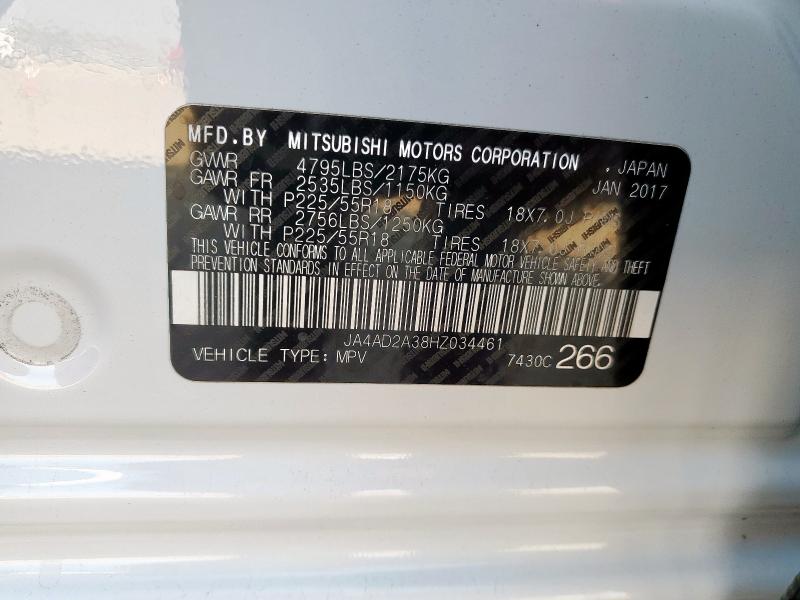 MFD.BY MITSUBISHI MOTORS CORPORATION , JAPAN
GVWR 4795LBS/2175KG JAN 2017
GAWR FR 2535LBS/1150KG
WITH P225/55R18 TIRES 18X7.0J
GAWR RR 2756LBS/1250KG
WITH P225/55R18 TIRES 18X7
THIS VEHICLE CONFORMS TO ALL APPLICABLE FEDERAL MOTOR VEHICLE SAFETY AND THEFT
PREVENTION STANDARDS IN EFFECT ON THE DATE OF MANUFACTURE SHOWN ABOVE.
JA4AD2A38HZ034461
VEHICLE TYPE: MPV 7430C 266